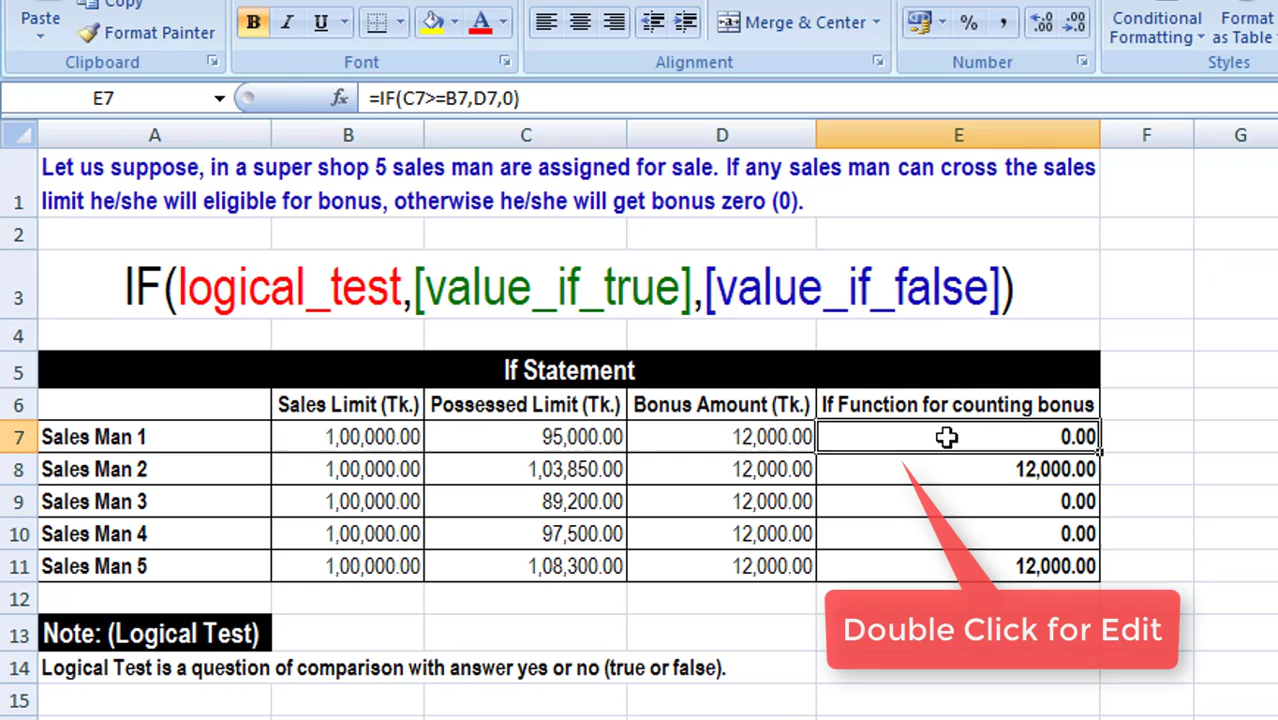 Copy
Paste
Format Painter
Clipboard
B I U
A
Font
Merge & Center
Alignment
% ,
.0 .00
.00 .0
Number
Conditional
Formatting
Format
as Table
Styles
E7
fx
=IF(C7>=B7,D7,0)
A B C D E F G
1
Let us suppose, in a super shop 5 sales man are assigned for sale. If any sales man can cross the sales
limit he/she will eligible for bonus, otherwise he/she will get bonus zero (0).
2
3 IF(logical_test,[value_if_true],[value_if_false])
4
5 If Statement
6 Sales Limit (Tk.) Possessed Limit (Tk.) Bonus Amount (Tk.) If Function for counting bonus
7 Sales Man 1 1,00,000.00 95,000.00 12,000.00 0.00
8 Sales Man 2 1,00,000.00 1,03,850.00 12,000.00 12,000.00
9 Sales Man 3 1,00,000.00 89,200.00 12,000.00 0.00
10 Sales Man 4 1,00,000.00 97,500.00 12,000.00 0.00
11 Sales Man 5 1,00,000.00 1,08,300.00 12,000.00 12,000.00
12
Double Click for Edit
13 Note: (Logical Test)
14 Logical Test is a question of comparison with answer yes or no (true or false).
15